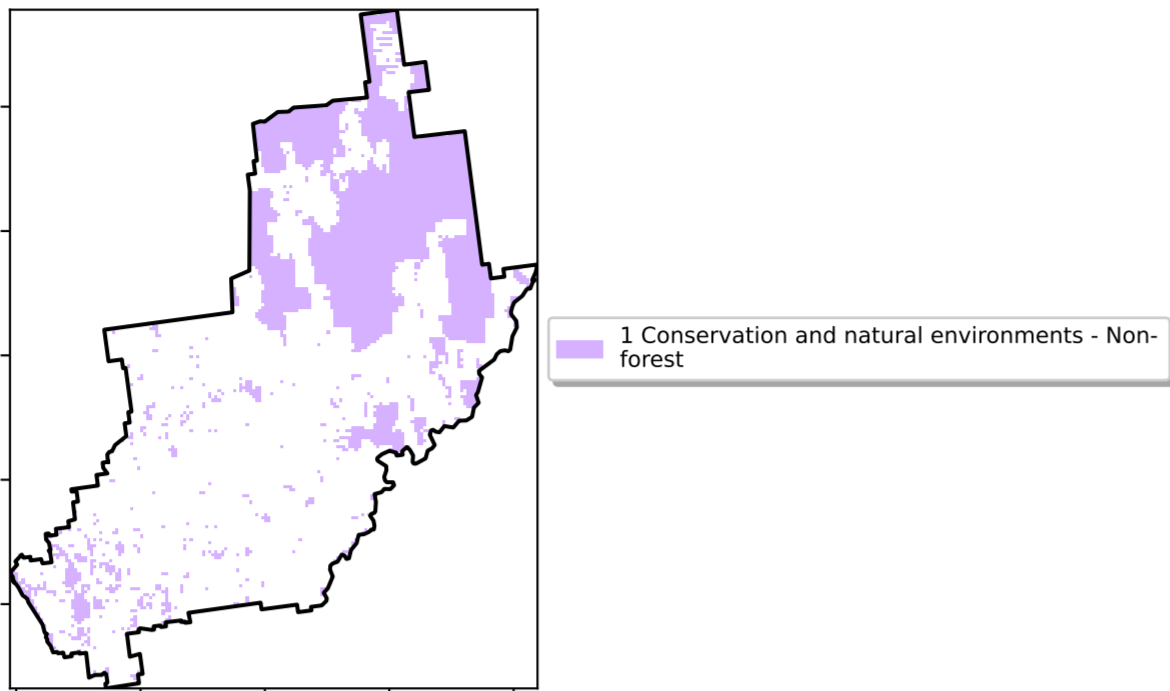 1 Conservation and natural environments - Non-
forest